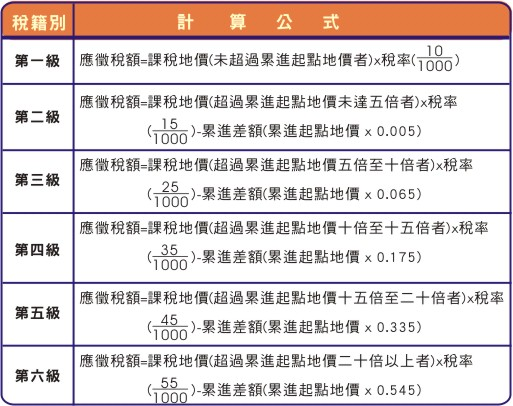 稅籍別 計算公式
第一級 應徵稅額=課稅地價(未超過累進起點地價者)x稅率(10/1000)
第二級 應徵稅額=課稅地價(超過累進起點地價未達五倍者)x稅率
(15/1000)-累進差額(累進起點地價 x 0.005)
第三級 應徵稅額=課稅地價(超過累進起點地價五倍至十倍者)x稅率
(25/1000)-累進差額(累進起點地價 x 0.065)
第四級 應徵稅額=課稅地價(超過累進起點地價十倍至十五倍者)x稅率
(35/1000)-累進差額(累進起點地價 x 0.175)
第五級 應徵稅額=課稅地價(超過累進起點地價十五倍至二十倍者)x稅率
(45/1000)-累進差額(累進起點地價 x 0.335)
第六級 應徵稅額=課稅地價(超過累進起點地價二十倍以上者)x稅率
(55/1000)-累進差額(累進起點地價 x 0.545)